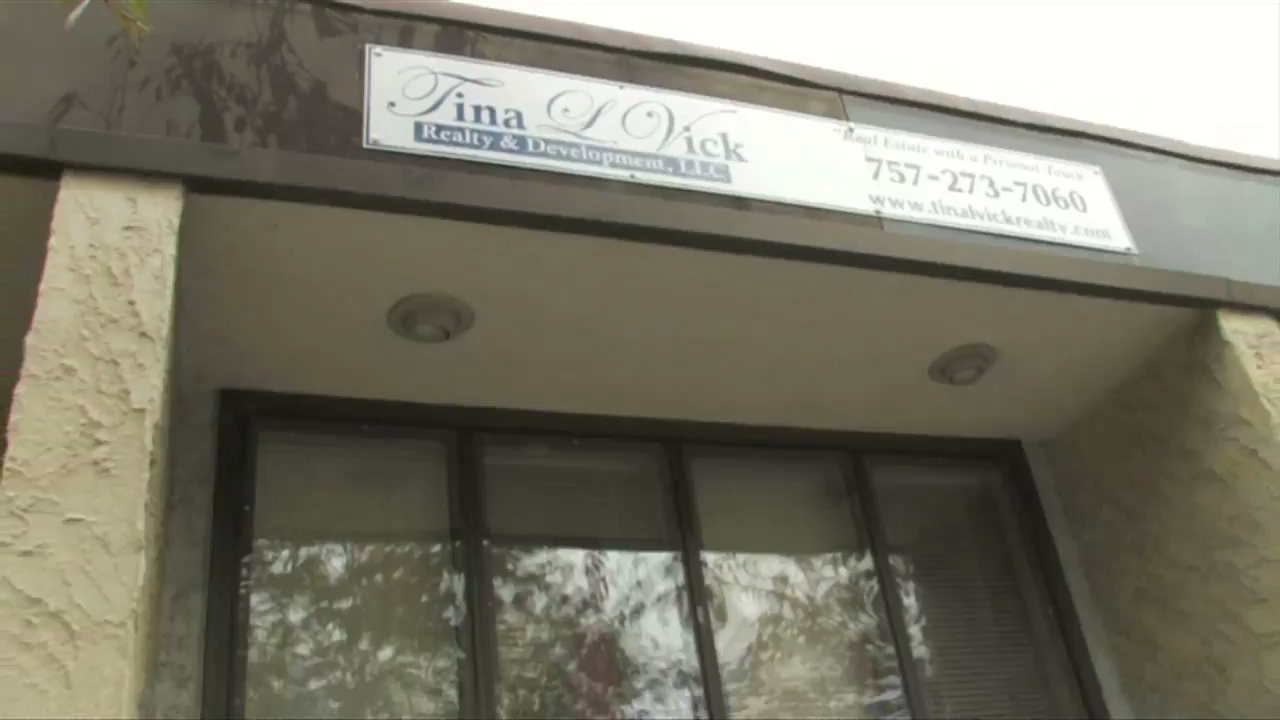 Tina L Vick
Realty & Development, LLC
"Real Estate with a Personal Touch"
757-273-7060
www.tinalvickrealty.com